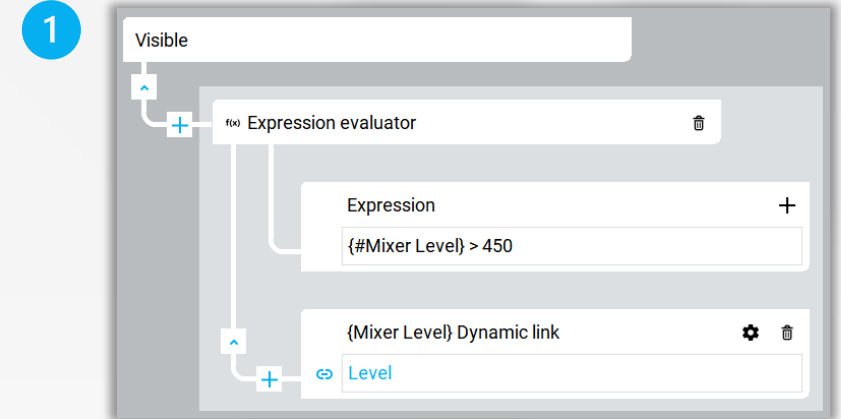 1
Visible
f(x) Expression evaluator
Expression
{#Mixer Level} > 450
{Mixer Level} Dynamic link
Level